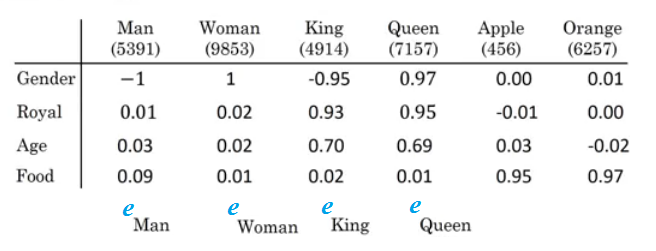 Man Woman King Queen Apple Orange
(5391) (9853) (4914) (7157) (456) (6257)
Gender −1 1 -0.95 0.97 0.00 0.01
Royal 0.01 0.02 0.93 0.95 -0.01 0.00
Age 0.03 0.02 0.70 0.69 0.03 -0.02
Food 0.09 0.01 0.02 0.01 0.95 0.97
e Man e Woman e King e Queen